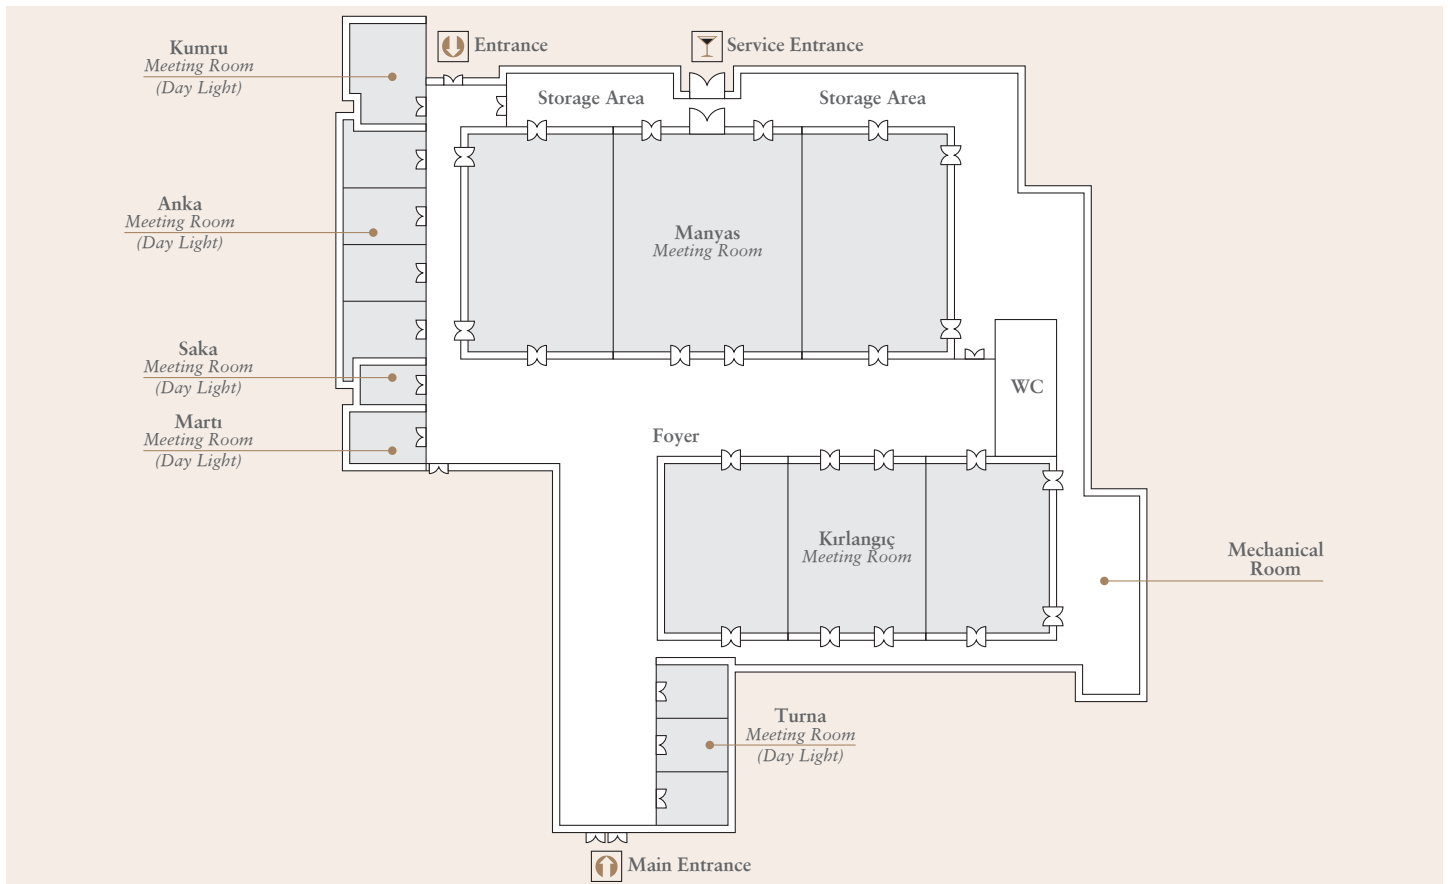 Entrance
Service Entrance
Kumru
Meeting Room
(Day Light)
Storage Area
Storage Area
Anka
Meeting Room
(Day Light)
Manyas
Meeting Room
Saka
Meeting Room
(Day Light)
WC
Martı
Meeting Room
(Day Light)
Foyer
Kırlangıç
Meeting Room
Mechanical
Room
Turna
Meeting Room
(Day Light)
Main Entrance